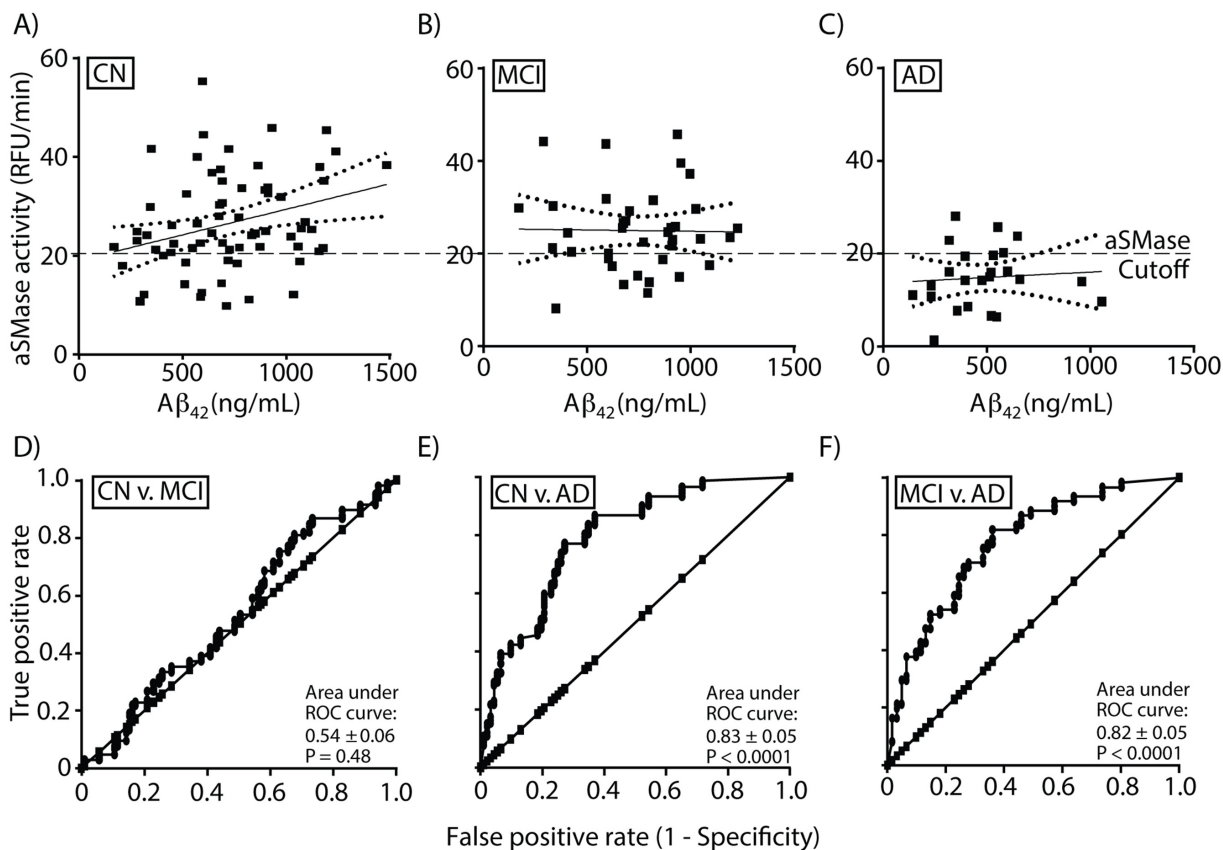 A)
CN
aSMase activity (RFU/min)
60
40
20
0
0
500
1000
1500
Aβ42(ng/mL)
B)
MCI
60
40
20
0
0
500
1000
1500
Aβ42(ng/mL)
C)
AD
60
40
20
0
aSMase
Cutoff
0
500
1000
1500
Aβ42(ng/mL)
D)
CN v. MCI
True positive rate
1.0
0.8
0.6
0.4
0.2
0
Area under
ROC curve:
0.54 ± 0.06
P = 0.48
0
0.2
0.4
0.6
0.8
1.0
E)
CN v. AD
Area under
ROC curve:
0.83 ± 0.05
P < 0.0001
0
0.2
0.4
0.6
0.8
1.0
F)
MCI v. AD
Area under
ROC curve:
0.82 ± 0.05
P < 0.0001
0
0.2
0.4
0.6
0.8
1.0
False positive rate (1 - Specificity)